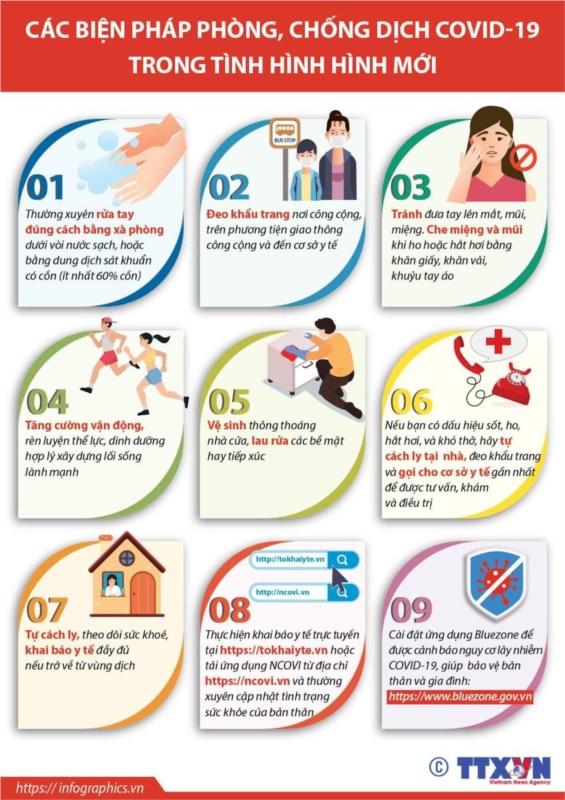 CÁC BIỆN PHÁP PHÒNG, CHỐNG DỊCH COVID-19
TRONG TÌNH HÌNH HÌNH MỚI
01
Thường xuyên rửa tay
đúng cách bằng xà phòng
dưới vòi nước sạch, hoặc
bằng dung dịch sát khuẩn
có cồn (ít nhất 60% cồn)
BUS STOP
02
Đeo khẩu trang nơi công cộng,
trên phương tiện giao thông
công cộng và đến cơ sở y tế
03
Tránh đưa tay lên mắt, mũi,
miệng. Che miệng và mũi
khi ho hoặc hắt hơi bằng
khăn giấy, khăn vải,
khuỷu tay áo
04
Tăng cường vận động,
rèn luyện thể lực, dinh dưỡng
hợp lý xây dựng lối sống
lành mạnh
05
Vệ sinh thông thoáng
nhà cửa, lau rửa các bề mặt
hay tiếp xúc
06
Nếu bạn có dấu hiệu sốt, ho,
hắt hơi, và khó thở, hãy tự
cách ly tại nhà, đeo khẩu trang
và gọi cho cơ sở y tế gần nhất
để được tư vấn, khám
và điều trị
07
Tự cách ly, theo dõi sức khoẻ,
khai báo y tế đầy đủ
nếu trở về từ vùng dịch
http://tokhaiyte.vn
http://ncovi.vn
08
Thực hiện khai báo y tế trực tuyến
tại https://tokhaiyte.vn hoặc
tải ứng dụng NCOVI từ địa chỉ
https://ncovi.vn và thường
xuyên cập nhật tình trạng
sức khỏe của bản thân
09
Cài đặt ứng dụng Bluezone để
được cảnh báo nguy cơ lây nhiễm
COVID-19, giúp bảo vệ bản
thân và gia đình:
https://www.bluezone.gov.vn
© TTXVN
Vietnam News Agency
https:// infographics.vn